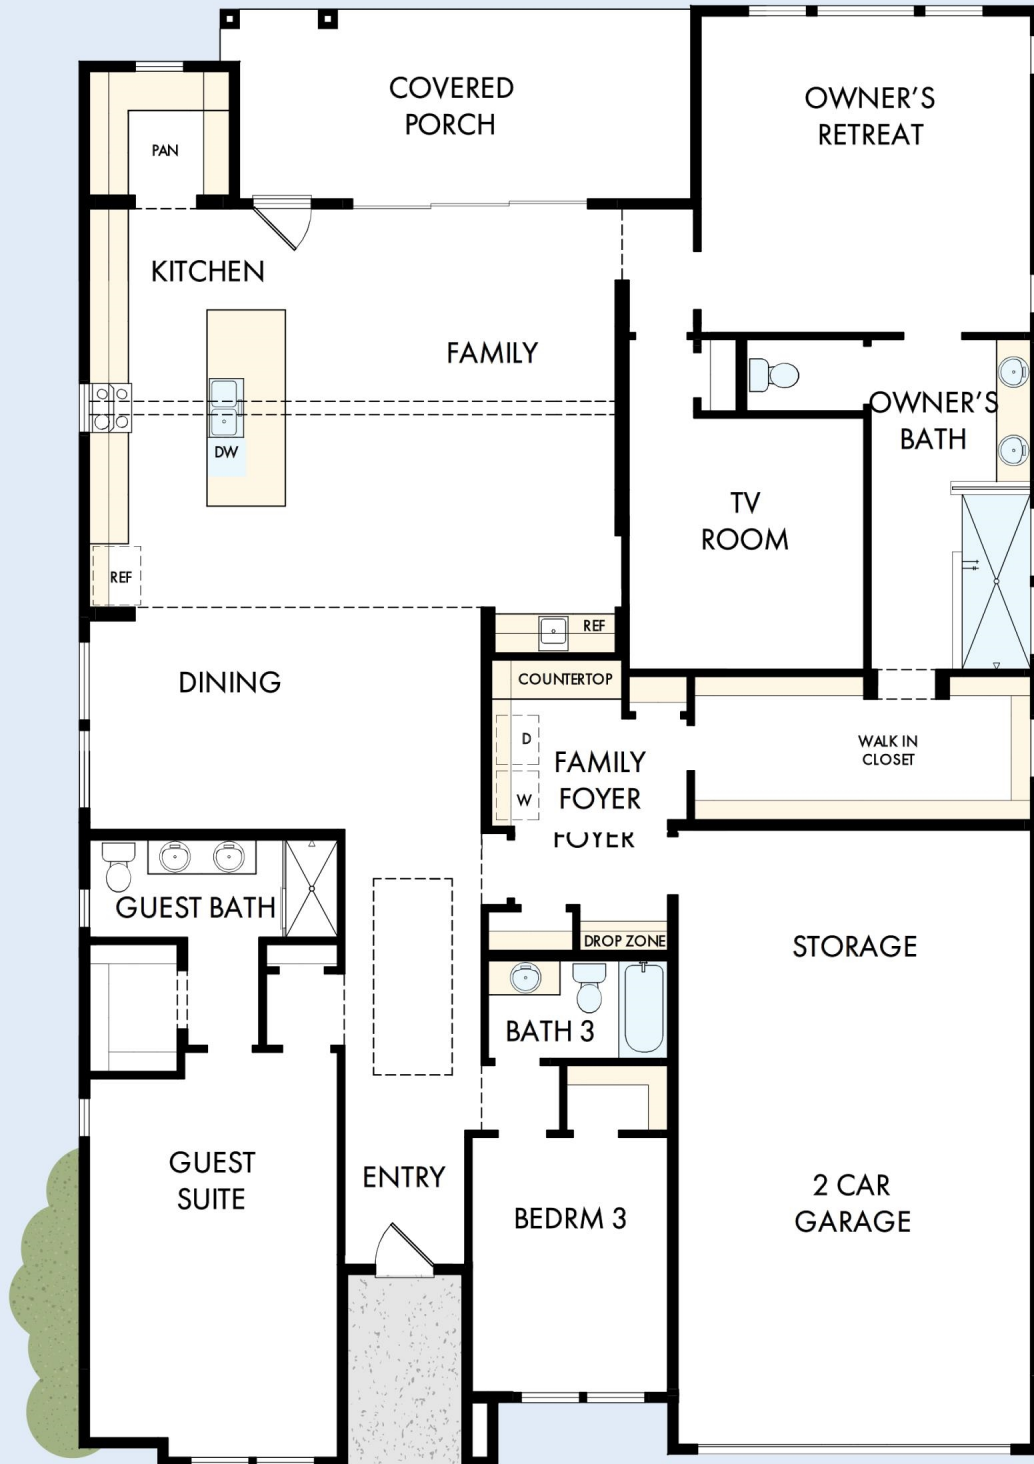 COVERED
PORCH
OWNER'S
RETREAT
PAN
KITCHEN
FAMILY
OWNER'S
BATH
DW
TV
ROOM
REF
REF
DINING
COUNTERTOP
D
W
FAMILY
FOYER
FOYER
WALK IN
CLOSET
GUEST BATH
DROP ZONE
STORAGE
BATH 3
GUEST
SUITE
ENTRY
BEDRM 3
2 CAR
GARAGE